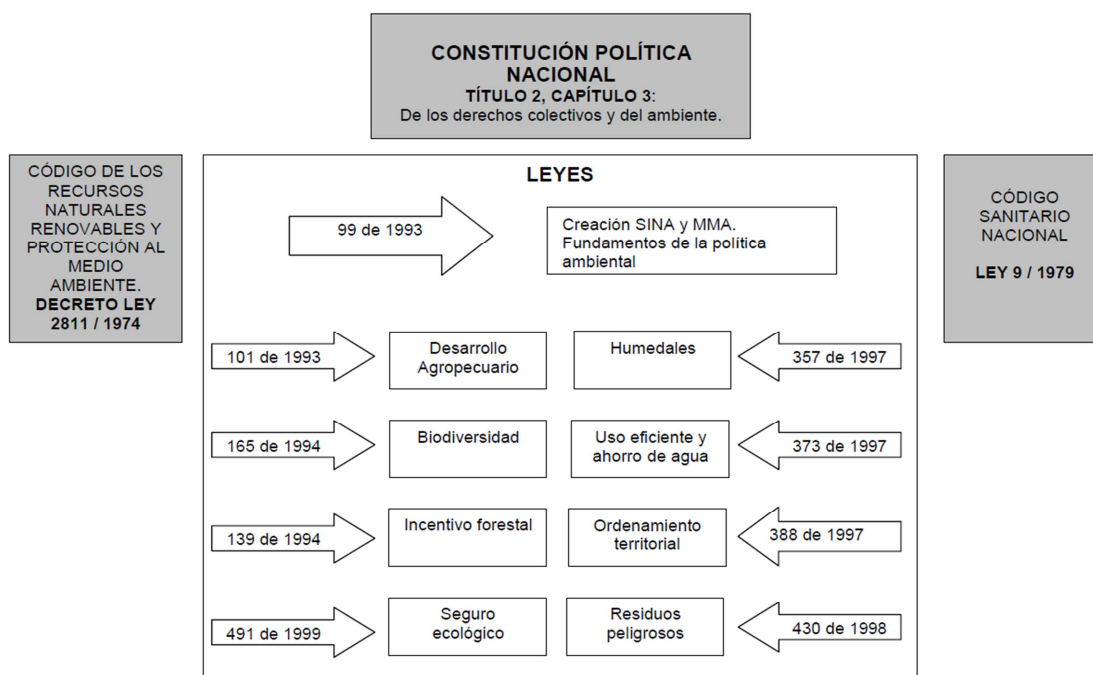 CONSTITUCIÓN POLÍTICA
NACIONAL
TÍTULO 2, CAPÍTULO 3:
De los derechos colectivos y del ambiente.
CÓDIGO DE LOS
RECURSOS
NATURALES
RENOVABLES Y
PROTECCIÓN AL
MEDIO
AMBIENTE.
DECRETO LEY
2811 / 1974
LEYES
99 de 1993
Creación SINA y MMA.
Fundamentos de la política
ambiental
CÓDIGO
SANITARIO
NACIONAL
LEY 9 / 1979
101 de 1993
Desarrollo
Agropecuario
Humedales
357 de 1997
165 de 1994
Biodiversidad
Uso eficiente y
ahorro de agua
373 de 1997
139 de 1994
Incentivo forestal
Ordenamiento
territorial
388 de 1997
491 de 1999
Seguro
ecológico
Residuos
peligrosos
430 de 1998